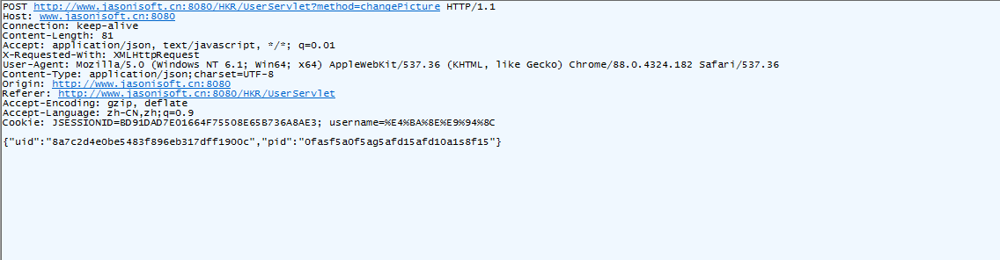 POST http://www.jasonisoft.cn:8080/HKR/UserServlet?method=changePicture HTTP/1.1
Host: www.jasonisoft.cn:8080
Connection: keep-alive
Content-Length: 81
Accept: application/json, text/javascript, */*; q=0.01
X-Requested-With: XMLHttpRequest
User-Agent: Mozilla/5.0 (Windows NT 6.1; Win64; x64) AppleWebKit/537.36 (KHTML, like Gecko) Chrome/88.0.4324.182 Safari/537.36
Content-Type: application/json;charset=UTF-8
Origin: http://www.jasonisoft.cn:8080
Referer: http://www.jasonisoft.cn:8080/HKR/UserServlet
Accept-Encoding: gzip, deflate
Accept-Language: zh-CN,zh;q=0.9
Cookie: JSESSIONID=BD91DAD7E01664F75508E65B736A8AE3; username=%E4%BA%8E%E9%94%8C
{"uid":"8a7c2d4e0be5483f896eb317dff1900c","pid":"0fasf5a0f5ag5afd15afd10a1s8f15"}